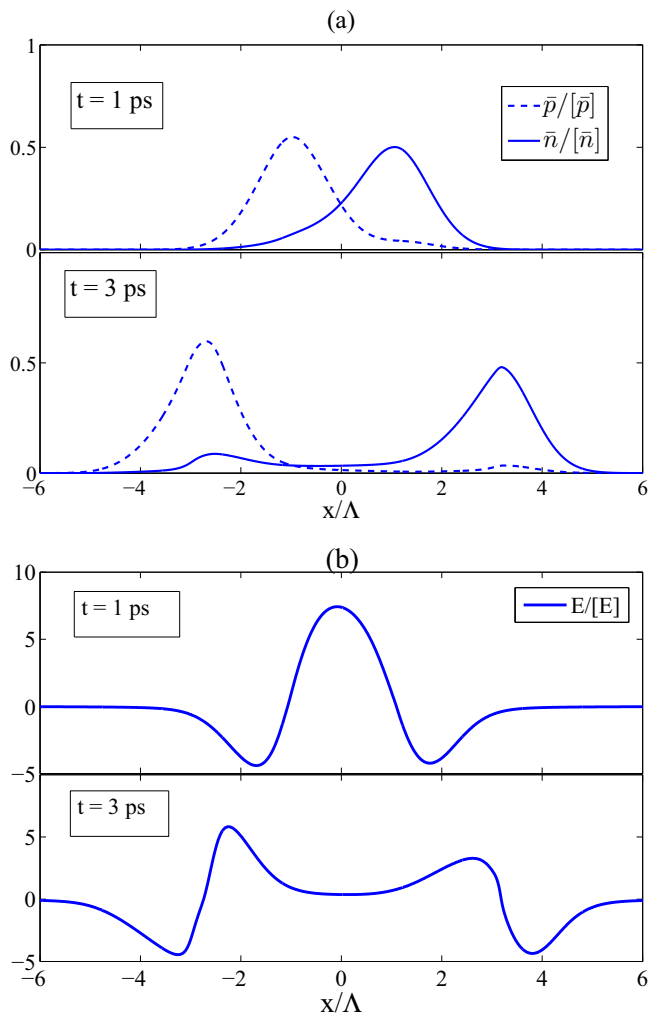 (a)
1
t = 1 ps
p̄/[p̄]
n̄/[n̄]
0.5
0
t = 3 ps
0.5
0
−6 −4 −2 0 2 4 6
x/Λ
(b)
10
t = 1 ps
E/[E]
5
0
−5
t = 3 ps
5
0
−5
−6 −4 −2 0 2 4 6
x/Λ